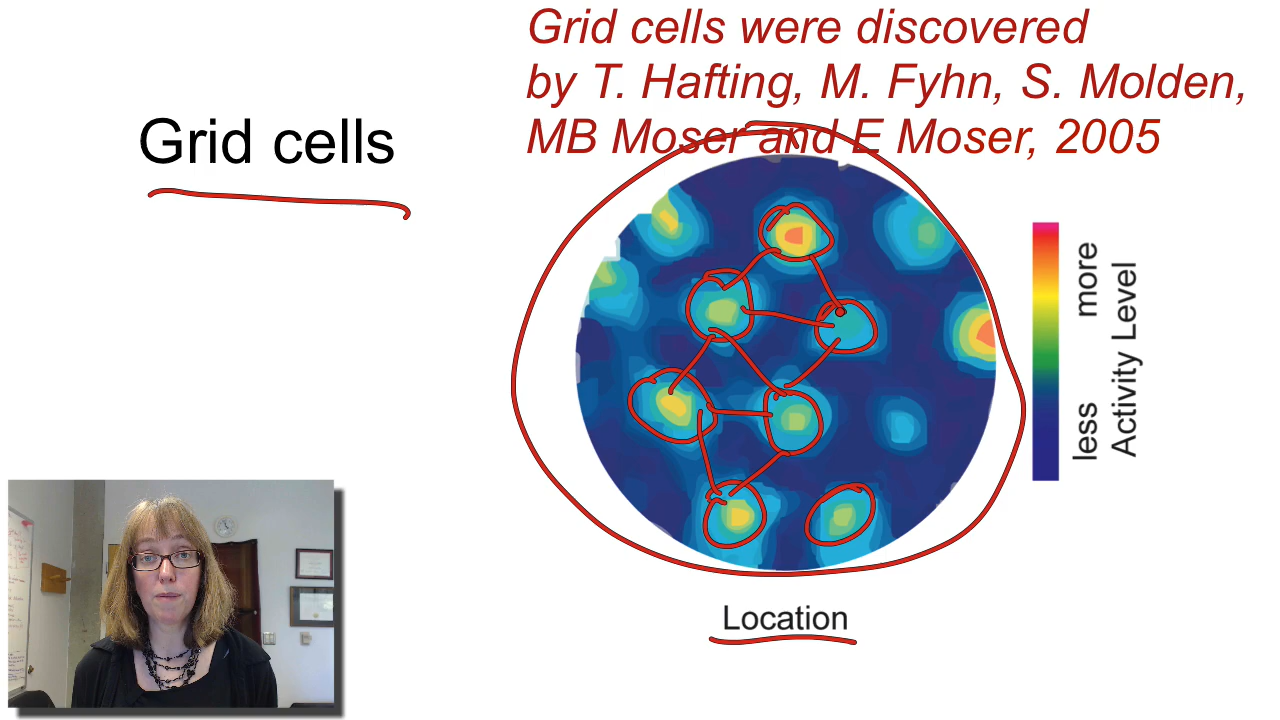 Grid cells were discovered
by T. Hafting, M. Fyhn, S. Molden,
MB Moser and E Moser, 2005
Grid cells
less more
Activity Level
Location